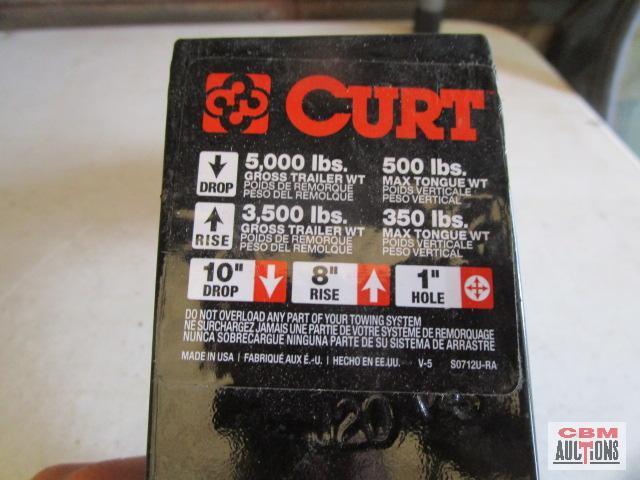 CURT
DROP
5,000 lbs.
GROSS TRAILER WT
POIDS DE REMORQUE
PESO DEL REMOLQUE
500 lbs.
MAX TONGUE WT
POIDS VERTICALE
PESO VERTICAL
RISE
3,500 lbs.
GROSS TRAILER WT
POIDS DE REMORQUE
PESO DEL REMOLQUE
350 lbs.
MAX TONGUE WT
POIDS VERTICALE
PESO VERTICAL
10"
DROP
8"
RISE
1"
HOLE
DO NOT OVERLOAD ANY PART OF YOUR TOWING SYSTEM
NE SURCHARGEZ JAMAIS UNE PARTIE DE VOTRE SYSTÈME DE REMORQUAGE
NUNCA SOBRECARGUE NINGUNA PARTE DE SU SISTEMA DE ARRASTRE
MADE IN USA | FABRIQUÉ AUX É.-U. | HECHO EN EE.UU. V-5 S0712U-RA
20
CBM
AUCTIONS